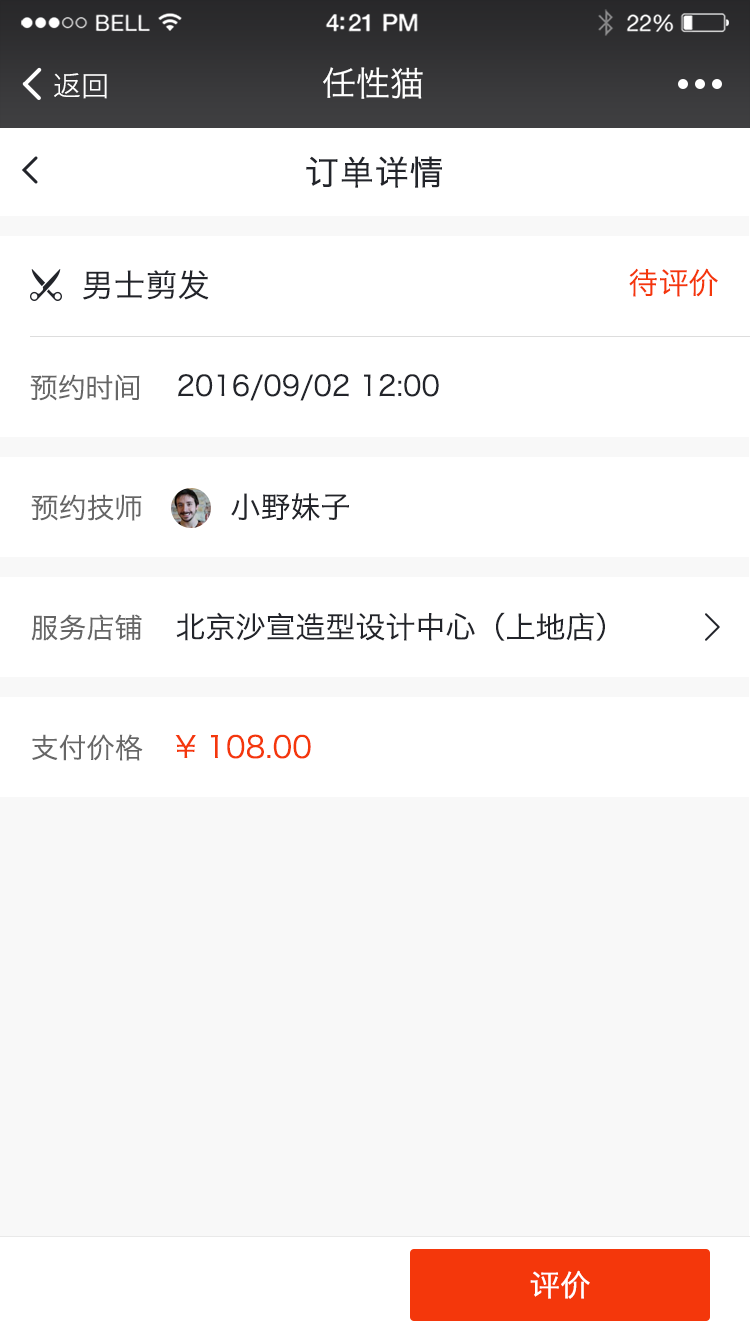 BELL 4:21 PM 22%
返回 任性猫
订单详情
男士剪发 待评价
预约时间 2016/09/02 12:00
预约技师 小野妹子
服务店铺 北京沙宣造型设计中心（上地店）
支付价格 ¥ 108.00
评价